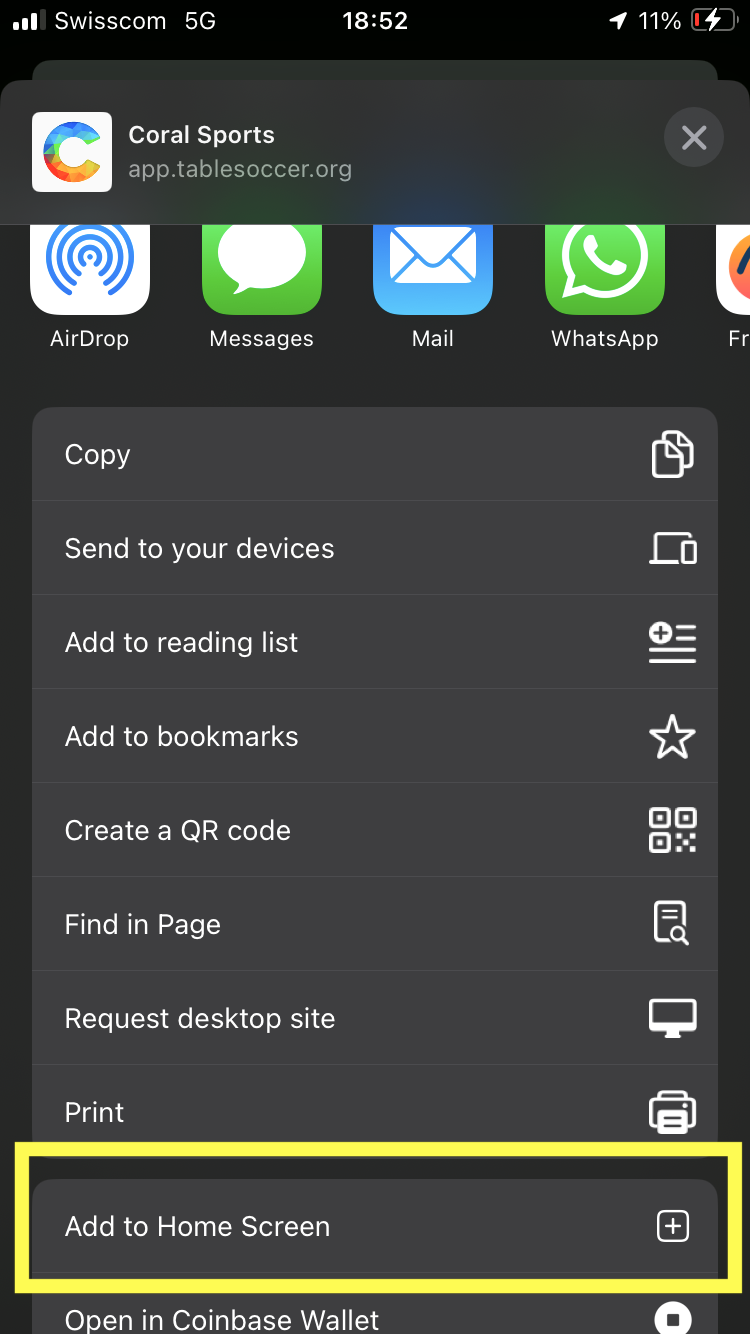 Swisscom 5G 18:52 11%
Coral Sports
app.tablesoccer.org
AirDrop Messages Mail WhatsApp Fr
Copy
Send to your devices
Add to reading list
Add to bookmarks
Create a QR code
Find in Page
Request desktop site
Print
Add to Home Screen
Open in Coinbase Wallet